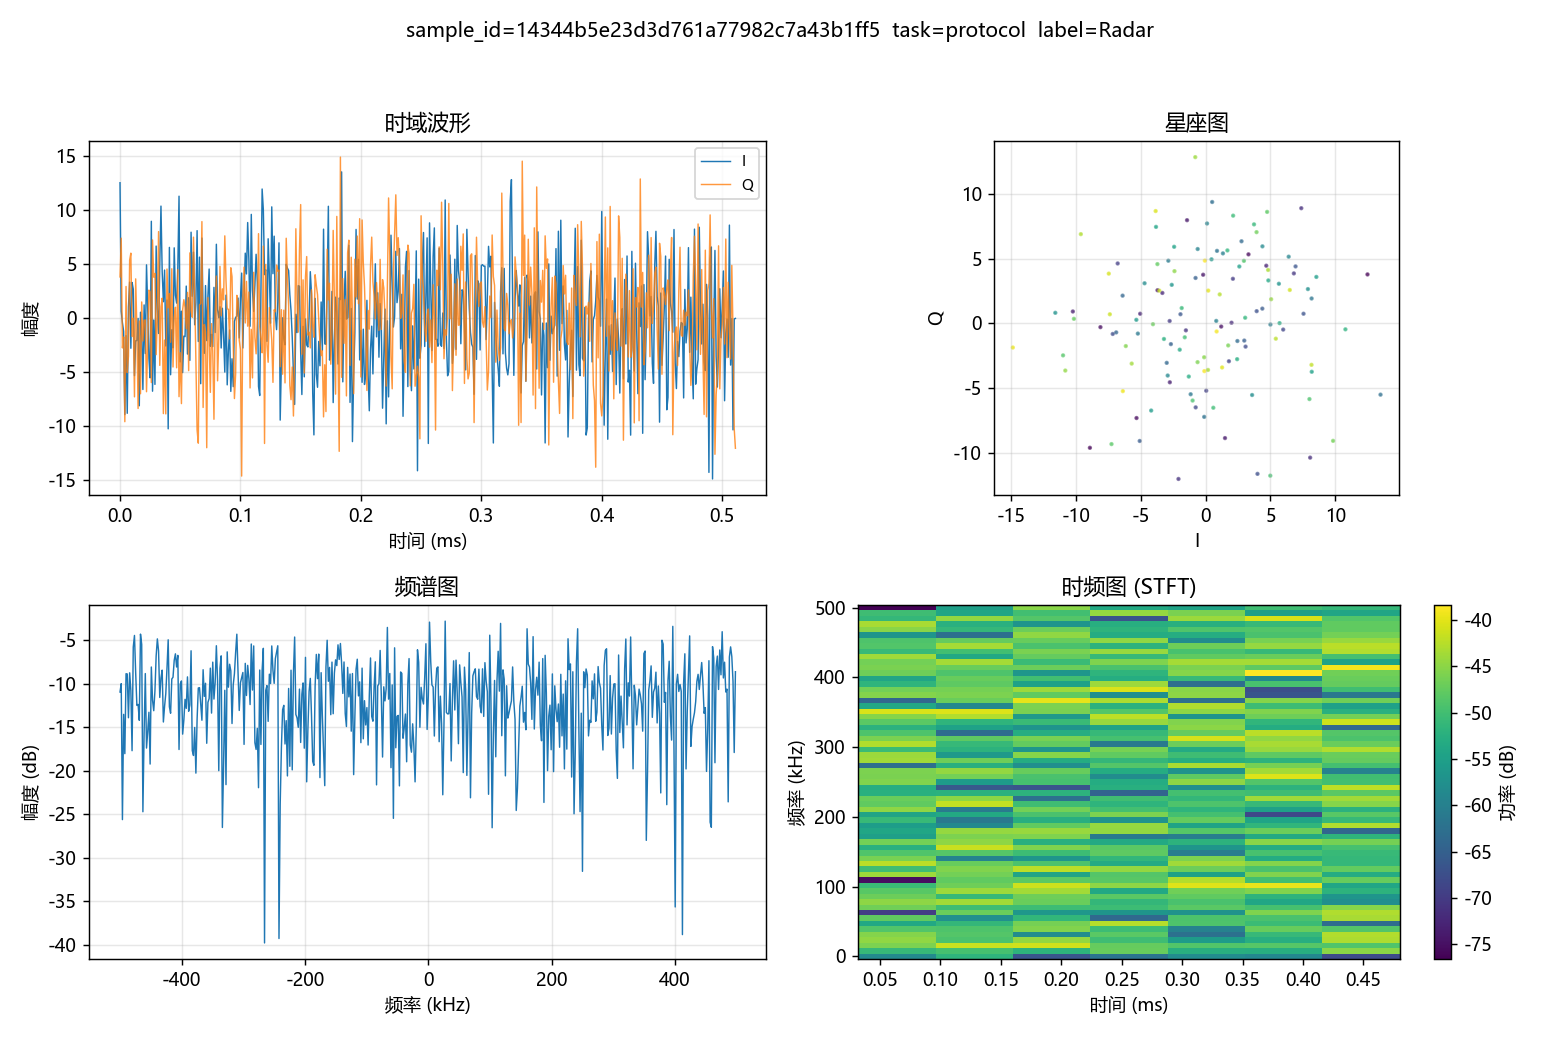 sample_id=14344b5e23d3d761a77982c7a43b1ff5  task=protocol  label=Radar
时域波形
15
10
5
0
-5
-10
-15
幅度
0.0 0.1 0.2 0.3 0.4 0.5
时间 (ms)
I
Q
星座图
10
5
0
-5
-10
Q
-15 -10 -5 0 5 10
I
频谱图
-5
-10
-15
-20
-25
-30
-35
-40
幅度 (dB)
-400 -200 0 200 400
频率 (kHz)
时频图 (STFT)
500
400
300
200
100
0
频率 (kHz)
0.05 0.10 0.15 0.20 0.25 0.30 0.35 0.40 0.45
时间 (ms)
-40
-45
-50
-55
-60
-65
-70
-75
功率 (dB)